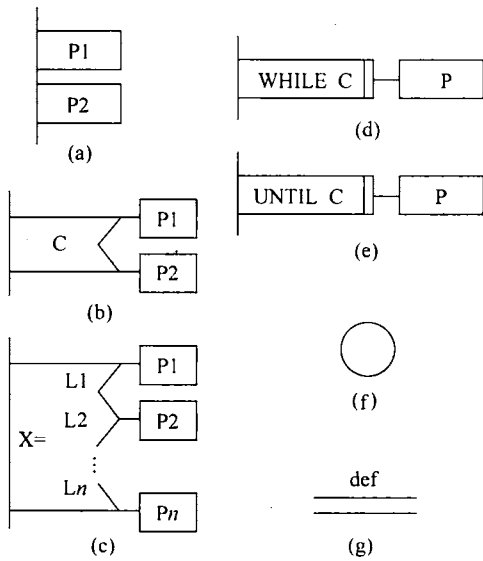 P1
P2
(a)
C
P1
P2
(b)
X=
L1
L2
⋮
Ln
P1
P2
Pn
(c)
WHILE C
P
(d)
UNTIL C
P
(e)
(f)
def
(g)